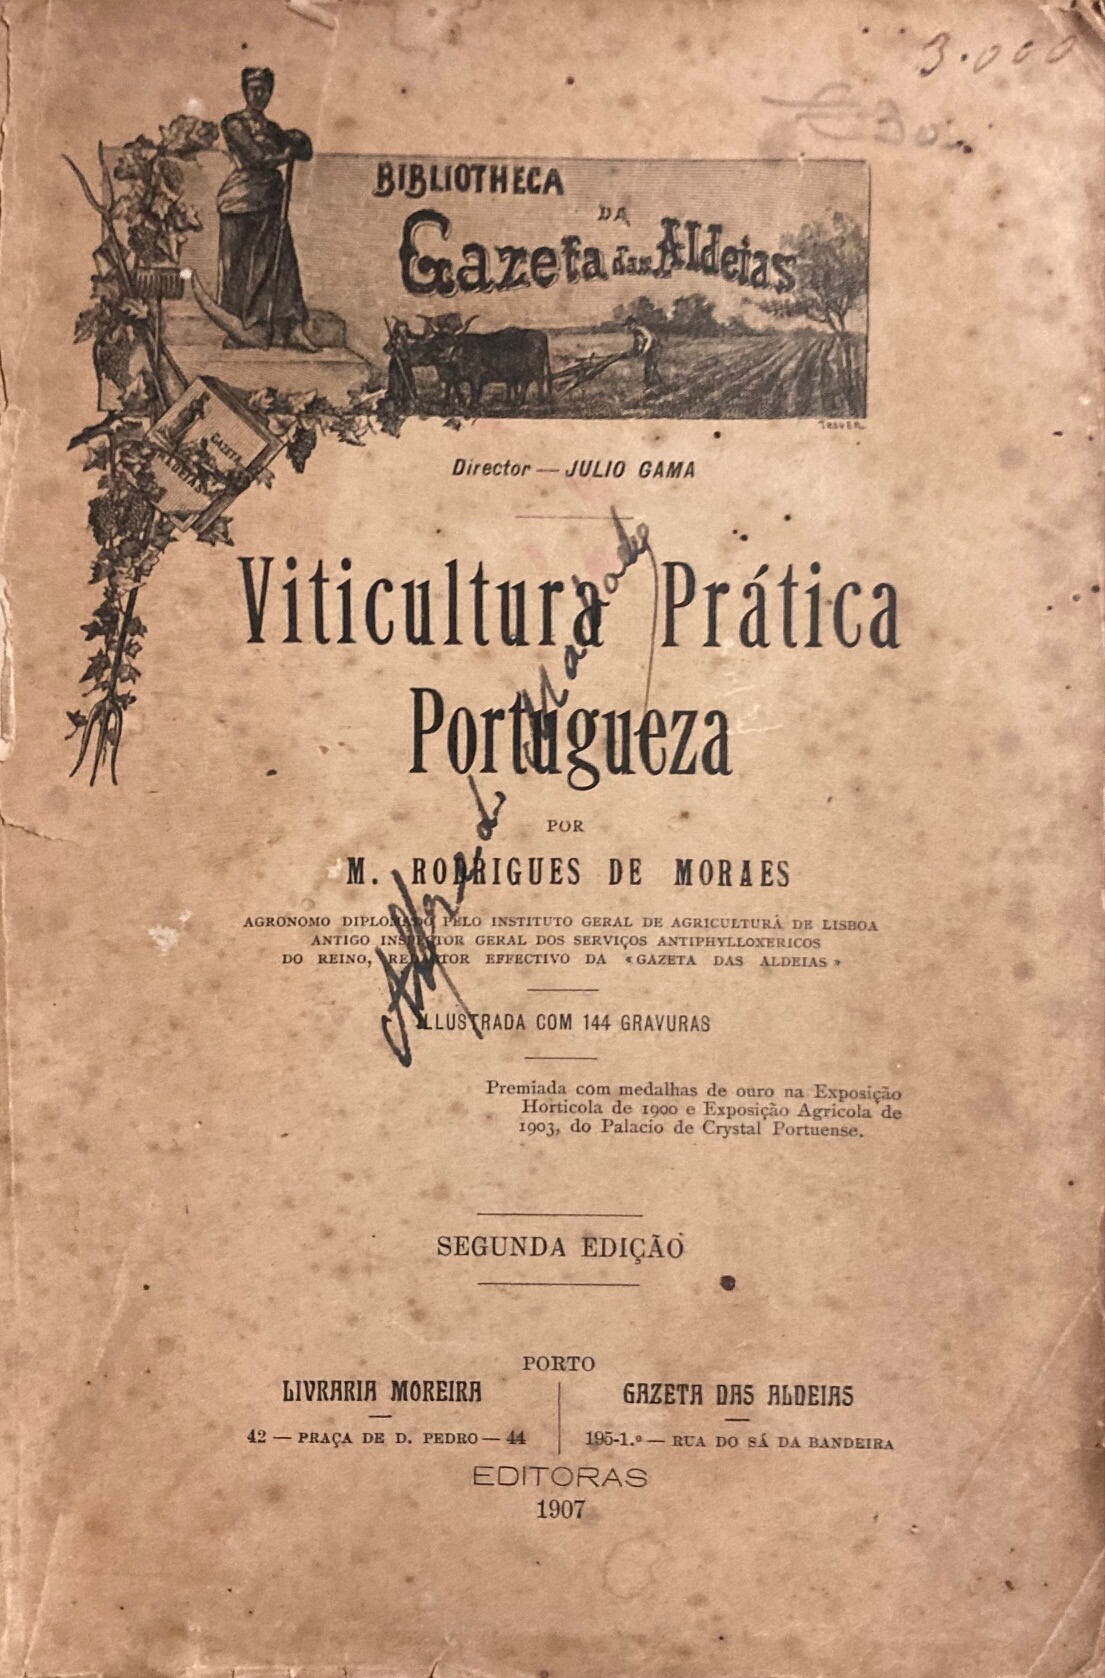 3.000
€30
BIBLIOTHECA
DA
Gazeta das Aldeias
TRAVER
GAZETA
ALDEIAS
Director — JULIO GAMA
Viticultura Prática
Portugueza
POR
M. RODRIGUES DE MORAES
AGRONOMO DIPLOMADO PELO INSTITUTO GERAL DE AGRICULTURA DE LISBOA
ANTIGO INSPECTOR GERAL DOS SERVIÇOS ANTIPHYLLOXERICOS
DO REINO, REDACTOR EFFECTIVO DA «GAZETA DAS ALDEIAS»
ILLUSTRADA COM 144 GRAVURAS
Premiada com medalhas de ouro na Exposição
Horticola de 1900 e Exposição Agricola de
1903, do Palacio de Crystal Portuense.
SEGUNDA EDIÇÃO
PORTO
LIVRARIA MOREIRA
42 — PRAÇA DE D. PEDRO — 44
GAZETA DAS ALDEIAS
195-1.º — RUA DO SÁ DA BANDEIRA
EDITORAS
1907